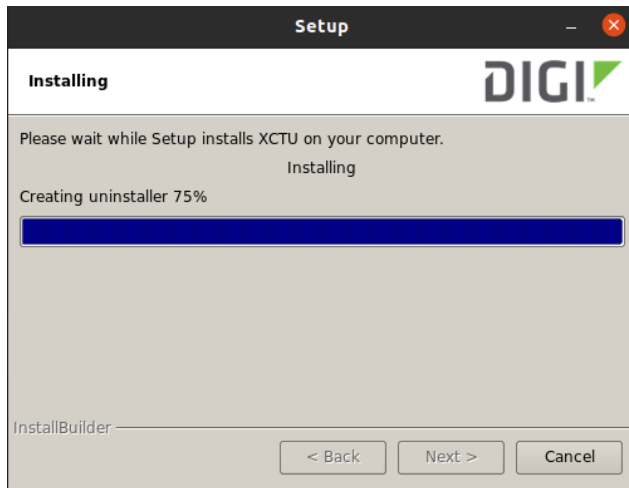 Setup
Installing
DIGI
Please wait while Setup installs XCTU on your computer.
Installing
Creating uninstaller 75%
InstallBuilder
< Back
Next >
Cancel